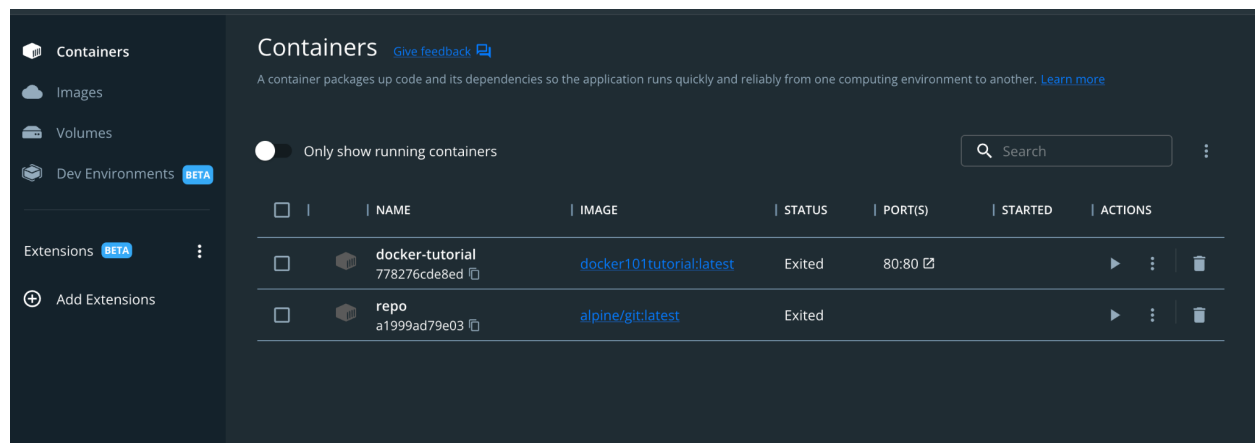 Containers
Images
Volumes
Dev Environments BETA
Extensions BETA
Add Extensions
Containers Give feedback
A container packages up code and its dependencies so the application runs quickly and reliably from one computing environment to another. Learn more
Only show running containers
Search
NAME IMAGE STATUS PORT(S) STARTED ACTIONS
docker-tutorial docker101tutorial:latest Exited 80:80
778276cde8ed
repo alpine/git:latest Exited
a1999ad79e03